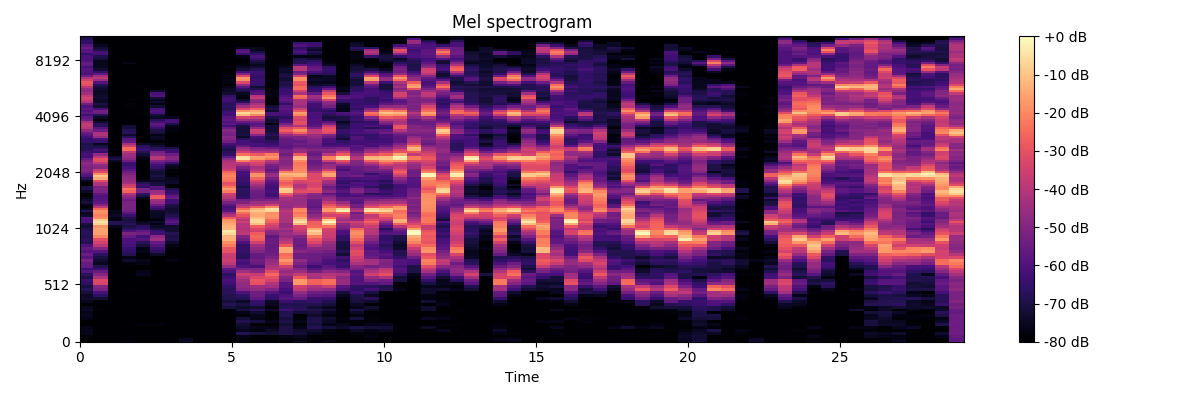 Mel spectrogram
8192
4096
2048
1024
512
0
Hz
0 5 10 15 20 25
Time
+0 dB
-10 dB
-20 dB
-30 dB
-40 dB
-50 dB
-60 dB
-70 dB
-80 dB